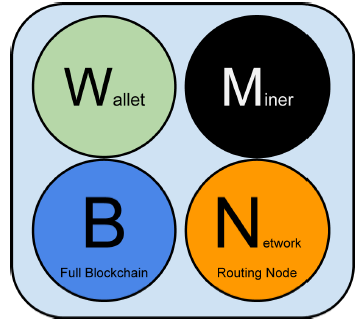 Wallet
Miner
B
Full Blockchain
Network
Routing Node